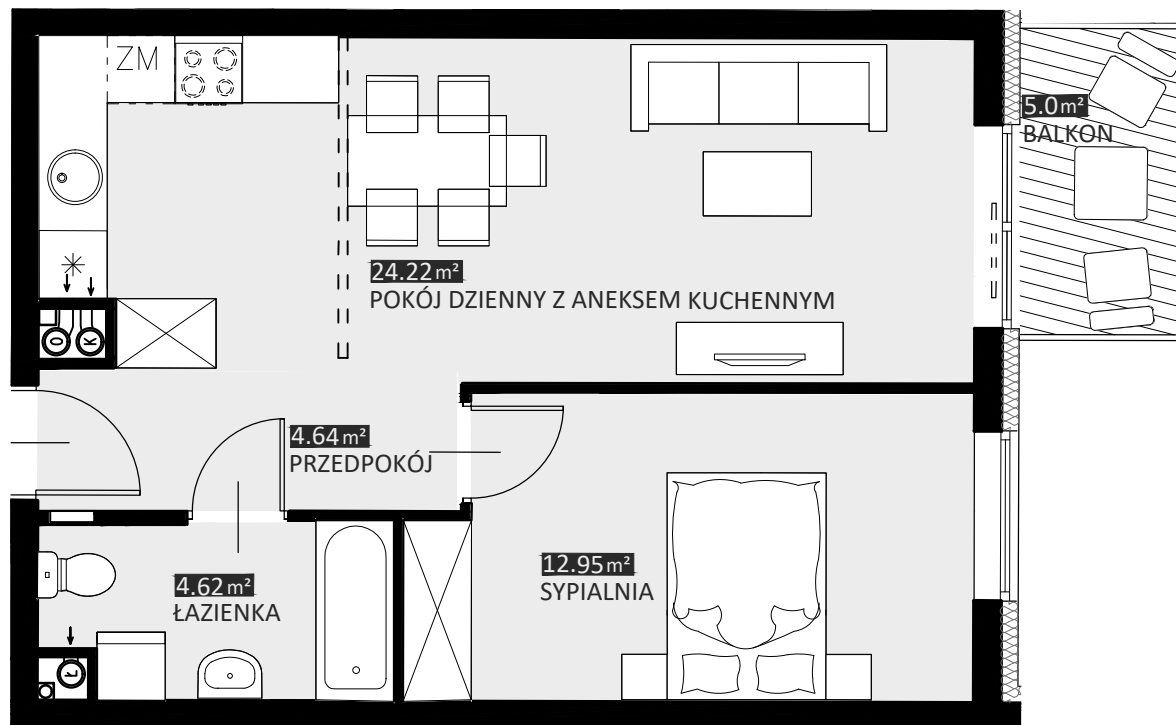 ZM
5.0m²
BALKON
24.22m²
POKÓJ DZIENNY Z ANEKSEM KUCHENNYM
O
K
4.64m²
PRZEDPOKÓJ
12.95m²
SYPIALNIA
4.62m²
ŁAZIENKA
Ł